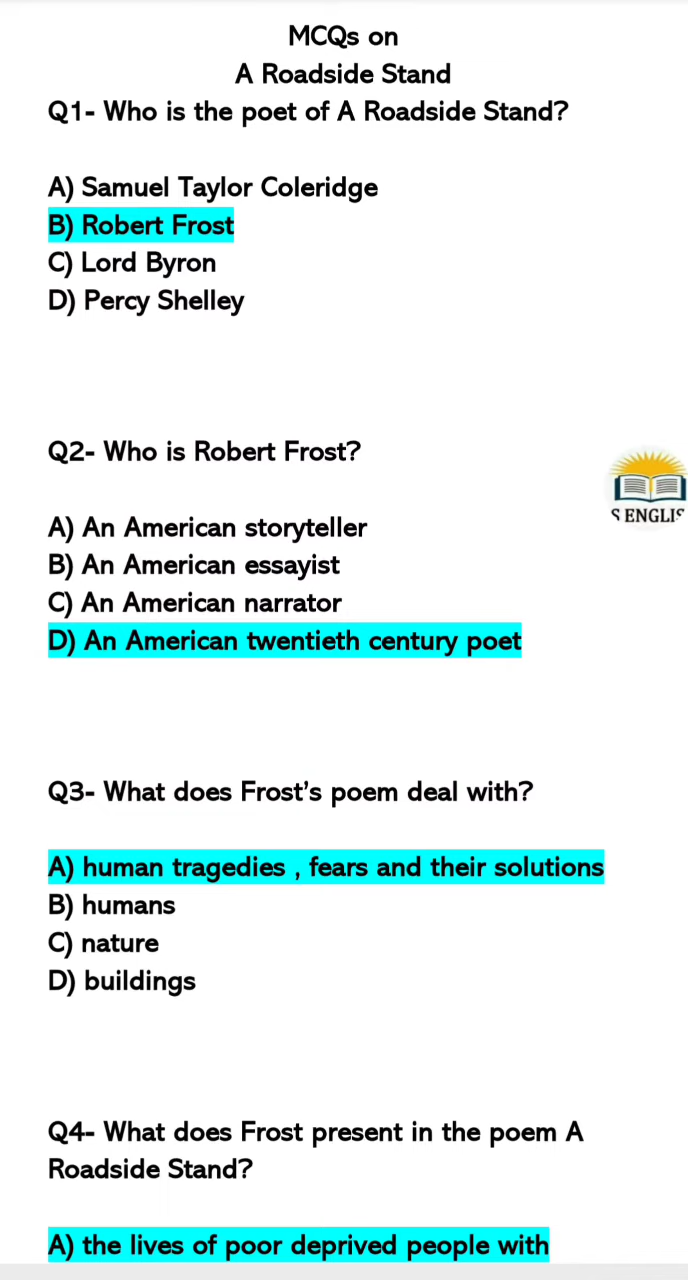 MCQs on
A Roadside Stand
Q1- Who is the poet of A Roadside Stand?
A) Samuel Taylor Coleridge
B) Robert Frost
C) Lord Byron
D) Percy Shelley
Q2- Who is Robert Frost?
S ENGLIS
A) An American storyteller
B) An American essayist
C) An American narrator
D) An American twentieth century poet
Q3- What does Frost's poem deal with?
A) human tragedies , fears and their solutions
B) humans
C) nature
D) buildings
Q4- What does Frost present in the poem A
Roadside Stand?
A) the lives of poor deprived people with